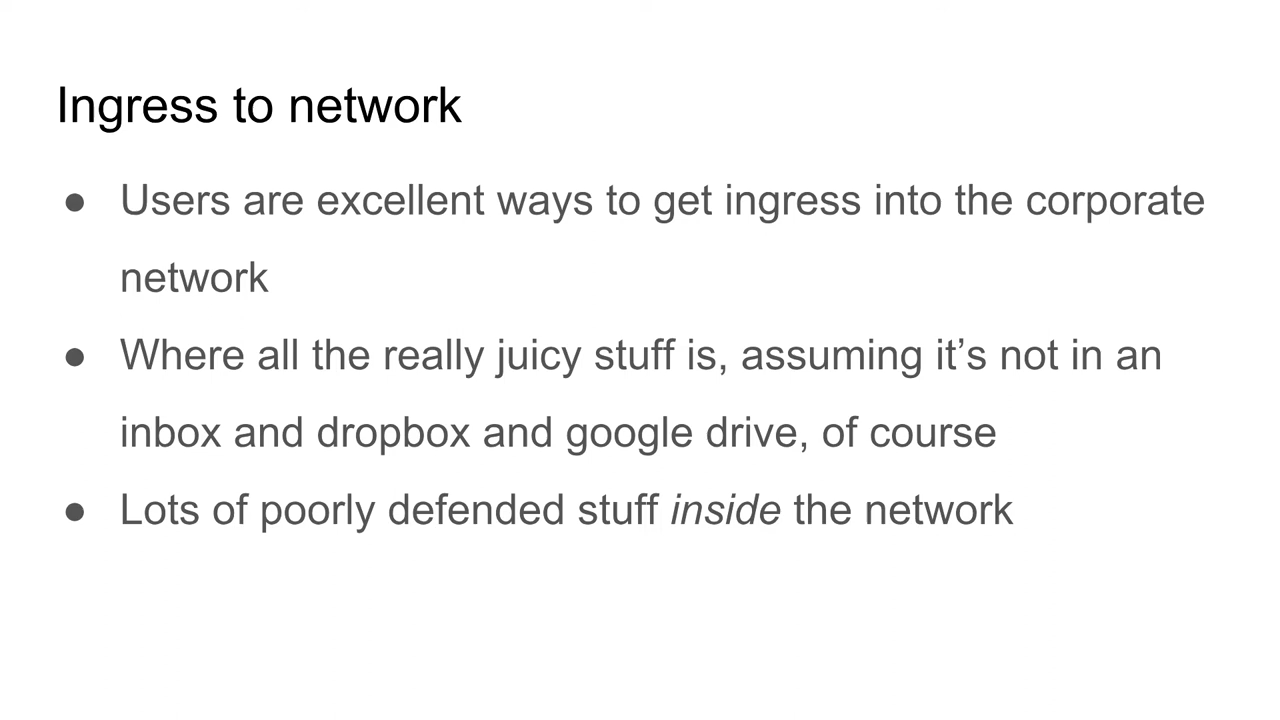 Ingress to network
● Users are excellent ways to get ingress into the corporate
network
● Where all the really juicy stuff is, assuming it’s not in an
inbox and dropbox and google drive, of course
● Lots of poorly defended stuff inside the network